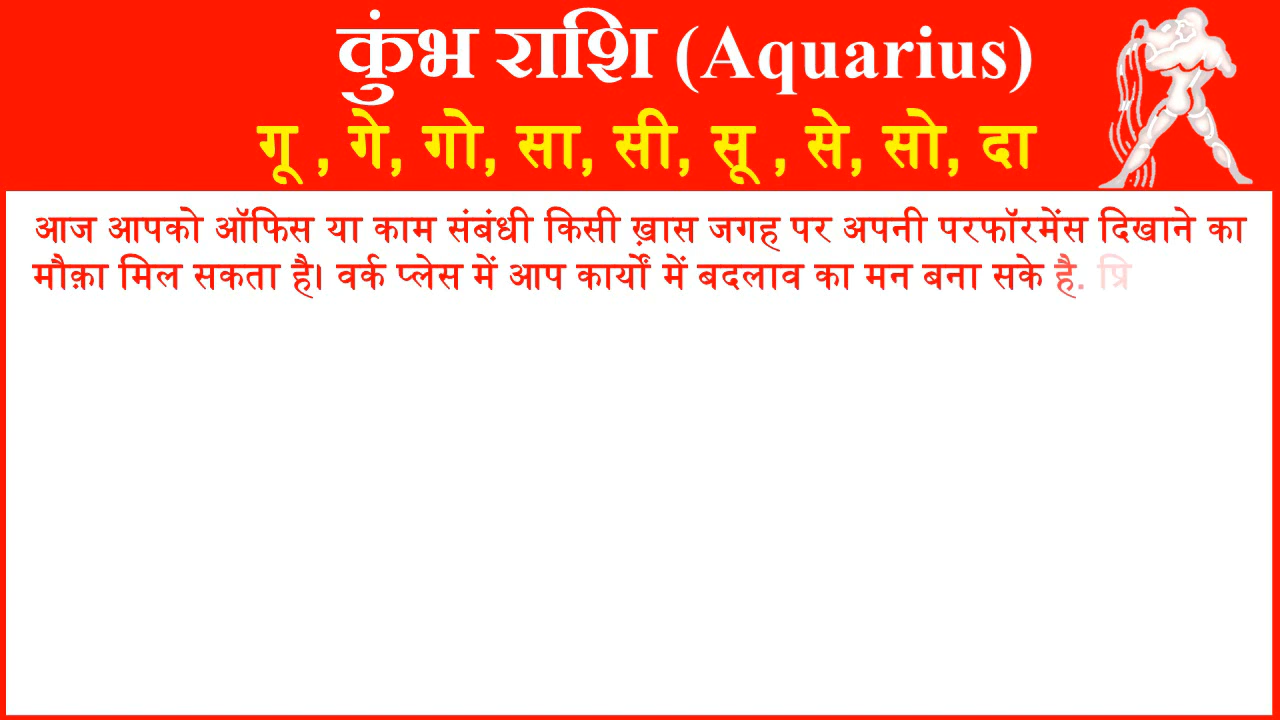 कुंभ राशि (Aquarius)
गू , गे, गो, सा, सी, सू , से, सो, दा
आज आपको ऑफिस या काम संबंधी किसी ख़ास जगह पर अपनी परफॉरमेंस दिखाने का
मौक़ा मिल सकता है। वर्क प्लेस में आप कार्यों में बदलाव का मन बना सके है. प्रि